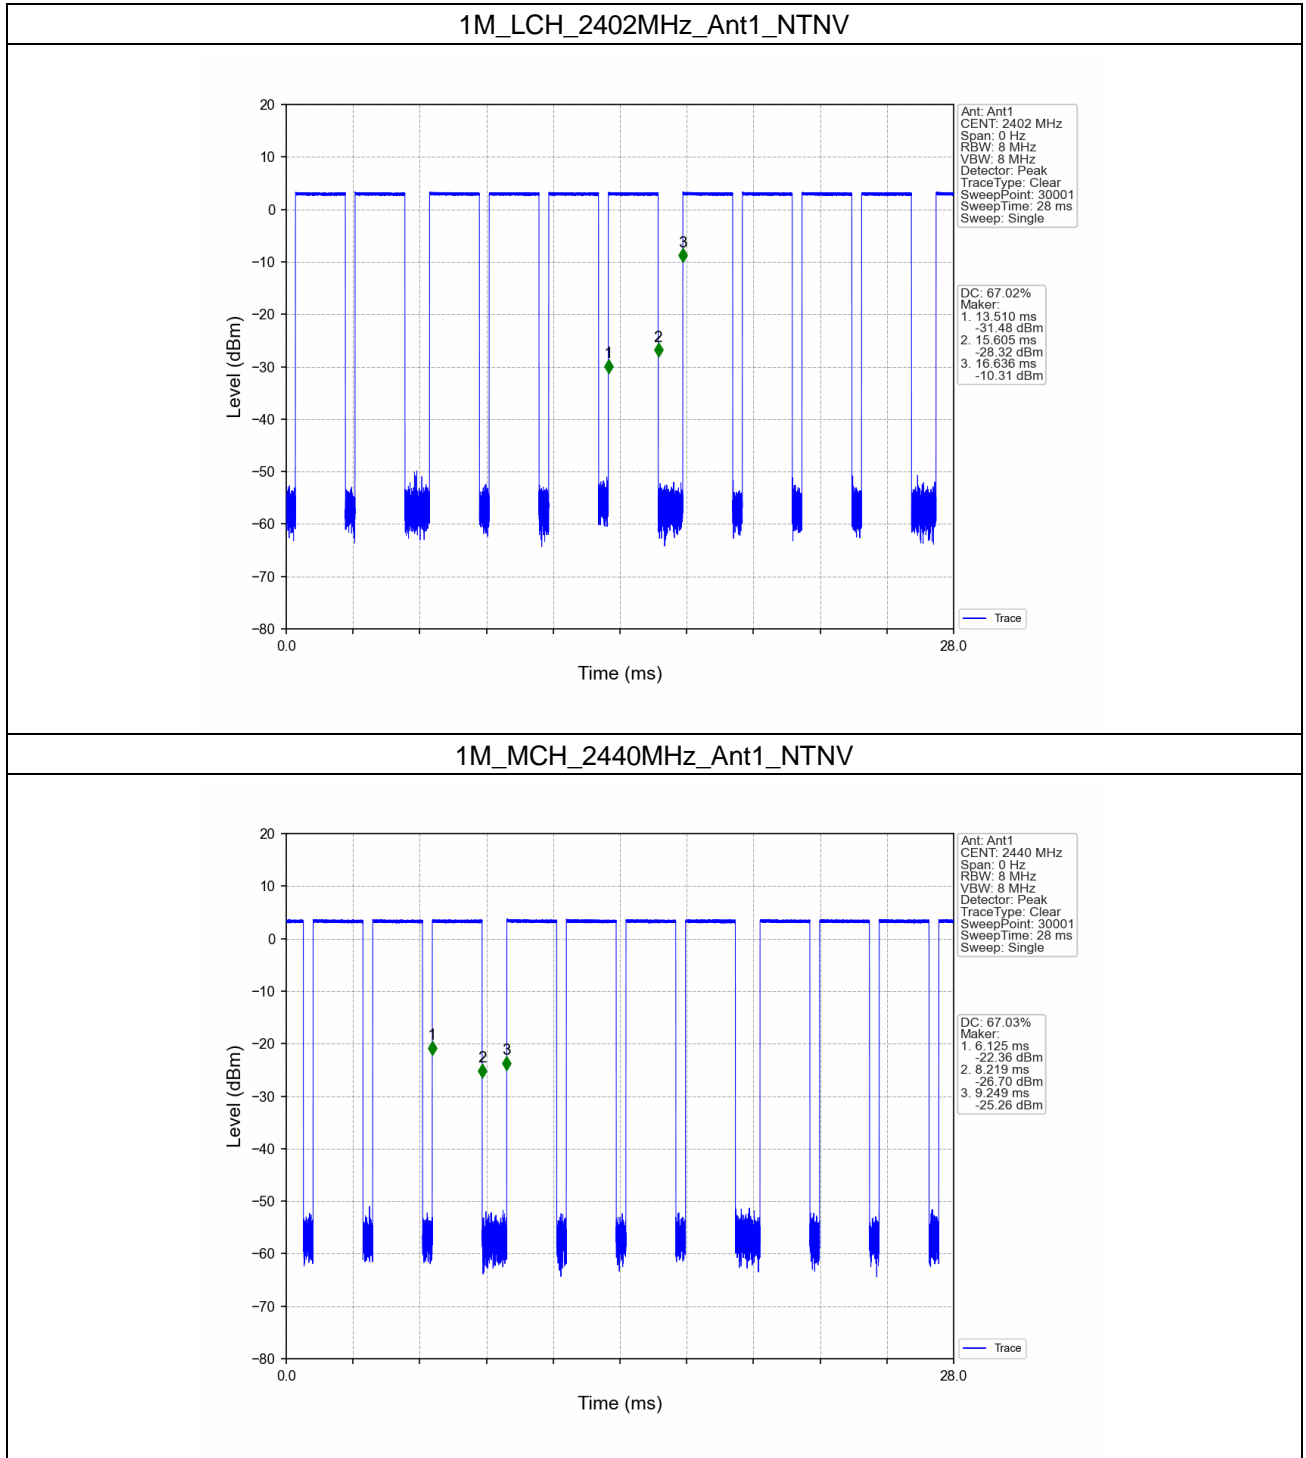 1M_LCH_2402MHz_Ant1_NTNV
20
10
0
−10
−20
−30
−40
−50
−60
−70
−80
Level (dBm)
0.0
28.0
Time (ms)
1
2
3
Ant: Ant1
CENT: 2402 MHz
Span: 0 Hz
RBW: 8 MHz
VBW: 8 MHz
Detector: Peak
TraceType: Clear
SweepPoint: 30001
SweepTime: 28 ms
Sweep: Single
DC: 67.02%
Maker:
1. 13.510 ms
-31.48 dBm
2. 15.605 ms
-28.32 dBm
3. 16.636 ms
-10.31 dBm
Trace
1M_MCH_2440MHz_Ant1_NTNV
20
10
0
−10
−20
−30
−40
−50
−60
−70
−80
Level (dBm)
0.0
28.0
Time (ms)
1
2
3
Ant: Ant1
CENT: 2440 MHz
Span: 0 Hz
RBW: 8 MHz
VBW: 8 MHz
Detector: Peak
TraceType: Clear
SweepPoint: 30001
SweepTime: 28 ms
Sweep: Single
DC: 67.03%
Maker:
1. 6.125 ms
-22.36 dBm
2. 8.219 ms
-26.70 dBm
3. 9.249 ms
-25.26 dBm
Trace